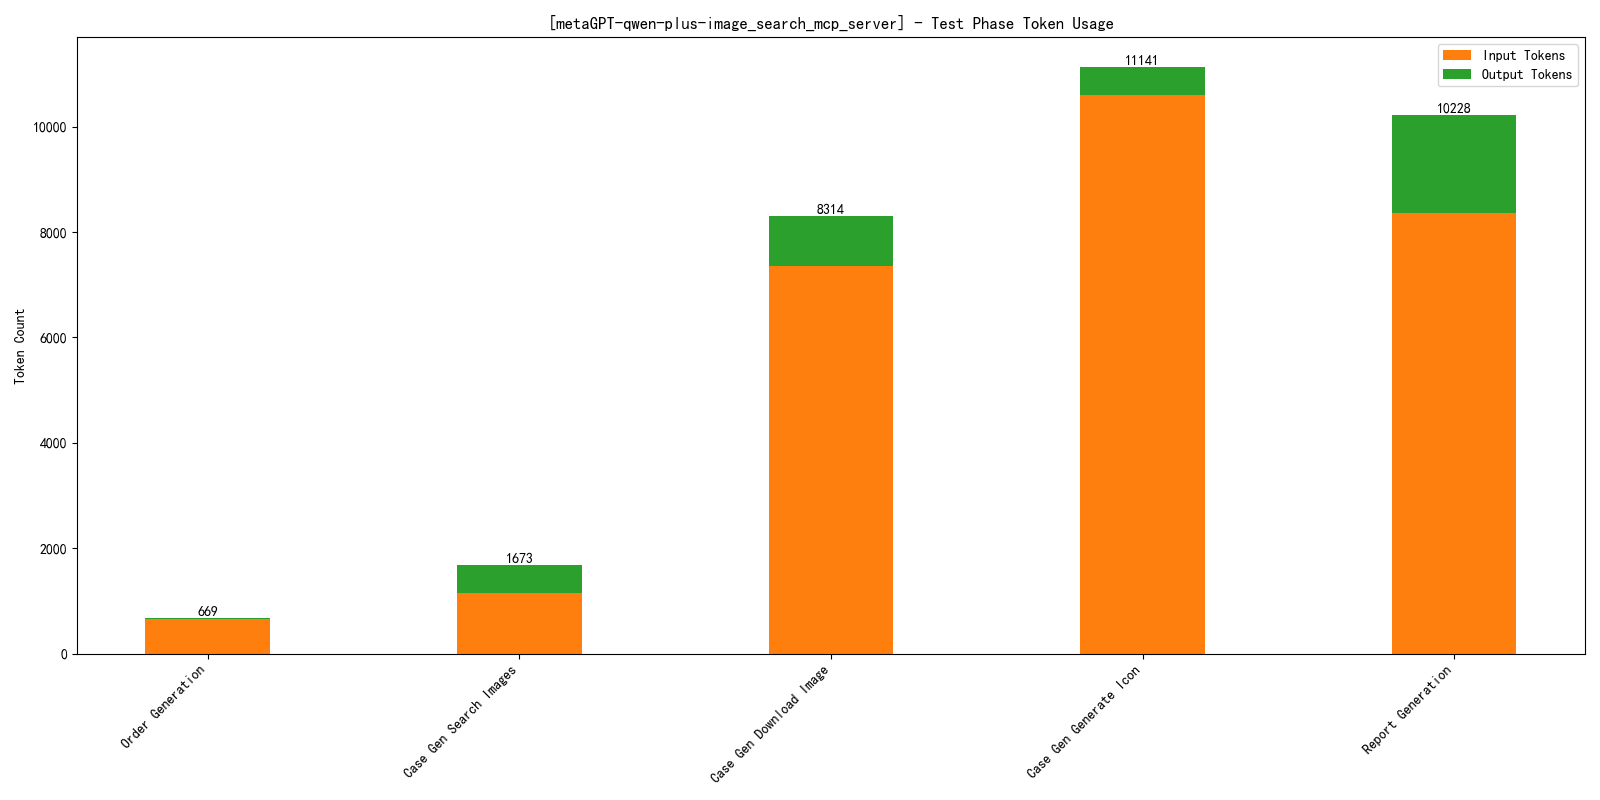 [metaGPT-qwen-plus-image_search_mcp_server] - Test Phase Token Usage
Input Tokens
Output Tokens
Token Count
10000
8000
6000
4000
2000
0
669
1673
8314
11141
10228
Order Generation
Case Gen Search Images
Case Gen Download Image
Case Gen Generate Icon
Report Generation